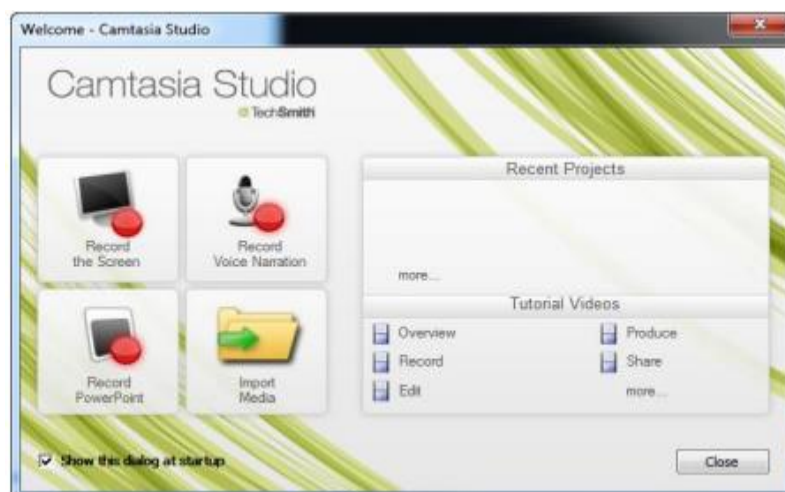 Welcome - Camtasia Studio
Camtasia Studio
TechSmith
Record
the Screen
Record
Voice Narration
Record
PowerPoint
Import
Media
Recent Projects
more...
Tutorial Videos
Overview
Produce
Record
Share
Edit
more...
Show this dialog at startup
Close